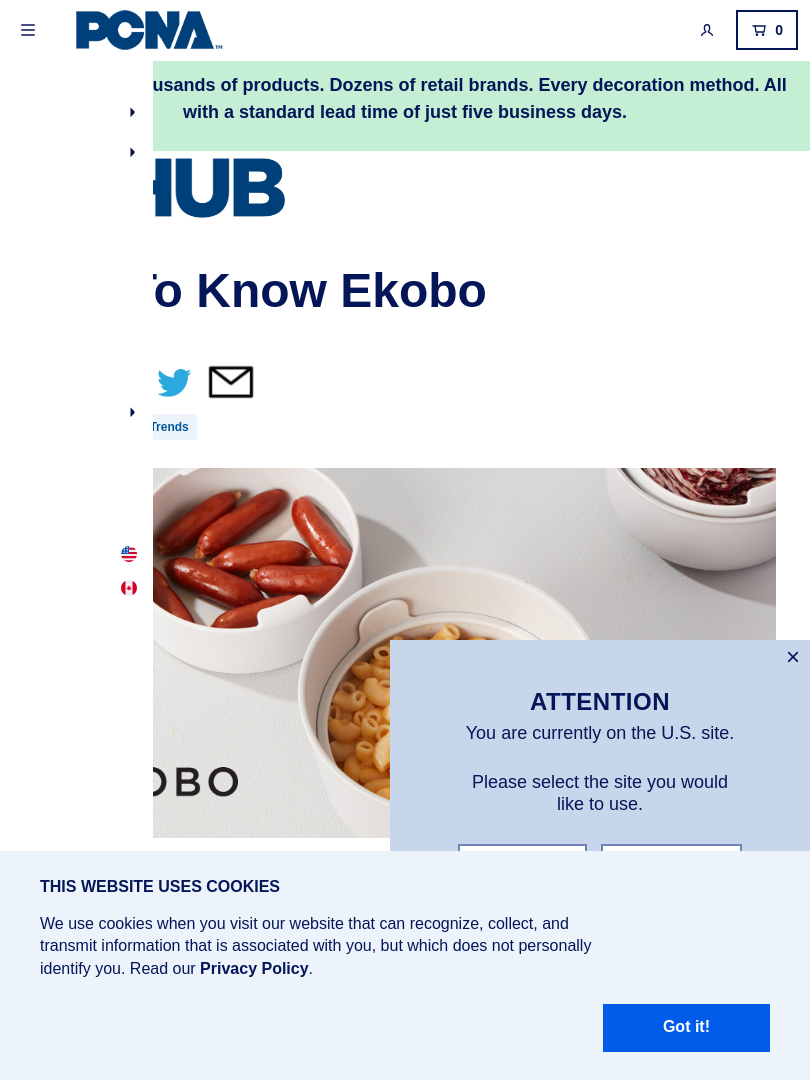 PCNA™
0
usands of products. Dozens of retail brands. Every decoration method. All
with a standard lead time of just five business days.
HUB
To Know Ekobo
Trends
OBO
×
ATTENTION
You are currently on the U.S. site.
Please select the site you would
like to use.
THIS WEBSITE USES COOKIES
We use cookies when you visit our website that can recognize, collect, and
transmit information that is associated with you, but which does not personally
identify you. Read our Privacy Policy.
Got it!